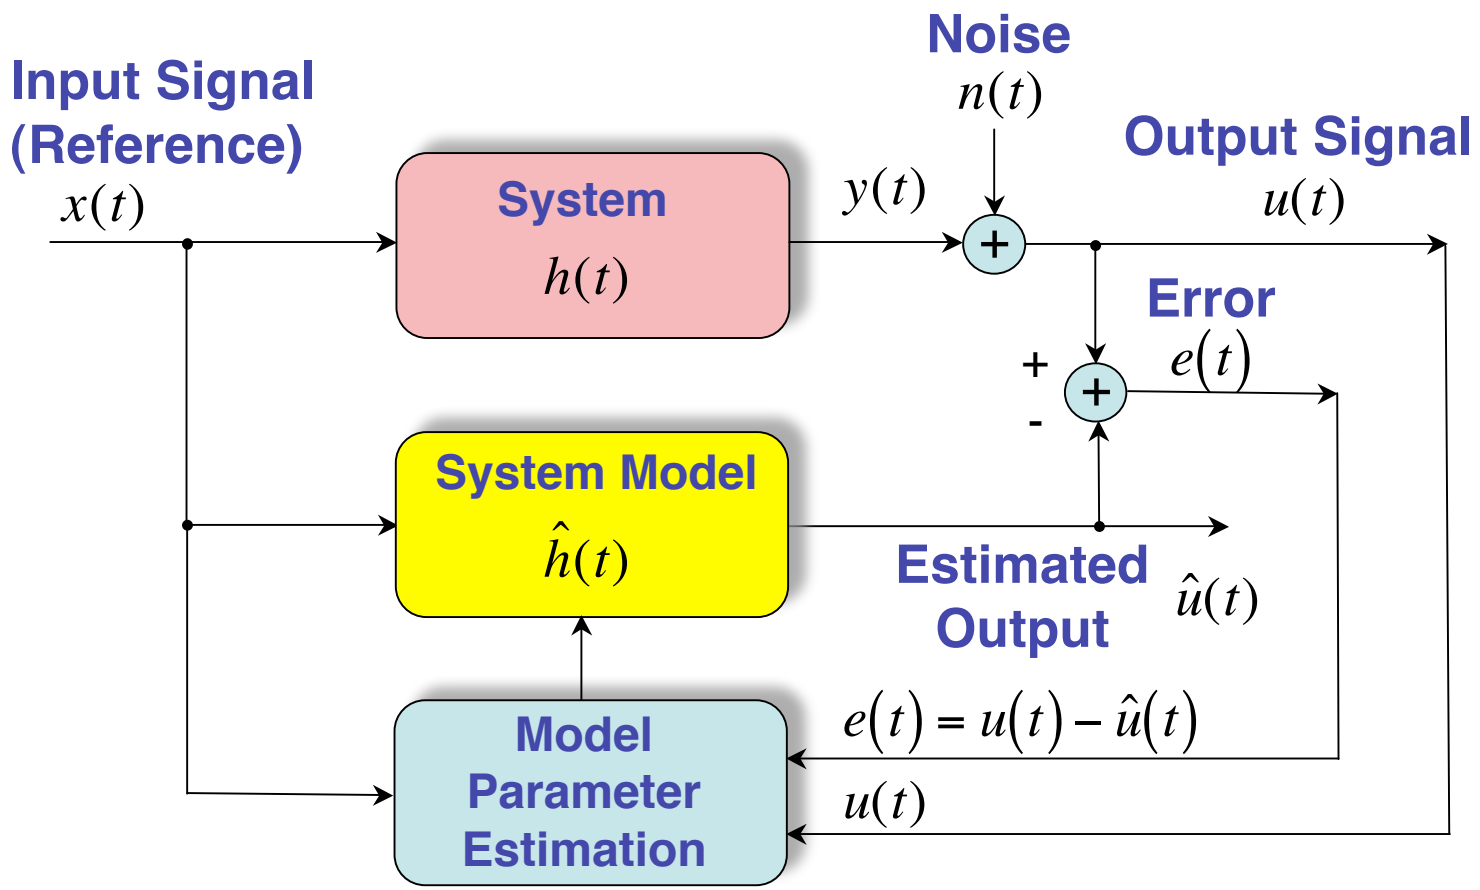 Noise
n(t)
Input Signal
(Reference)
x(t)
System
h(t)
y(t)
+
Output Signal
u(t)
Error
e(t)
+
+
-
System Model
ĥ(t)
Estimated
Output
û(t)
Model
Parameter
Estimation
e(t) = u(t) − û(t)
u(t)